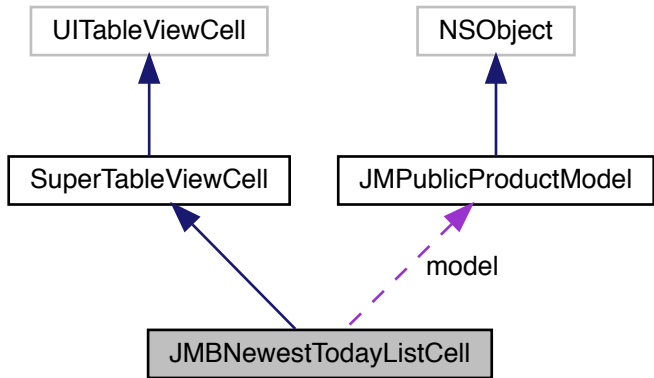 UITableViewCell
NSObject
SuperTableViewCell
JMPublicProductModel
model
JMBNewestTodayListCell